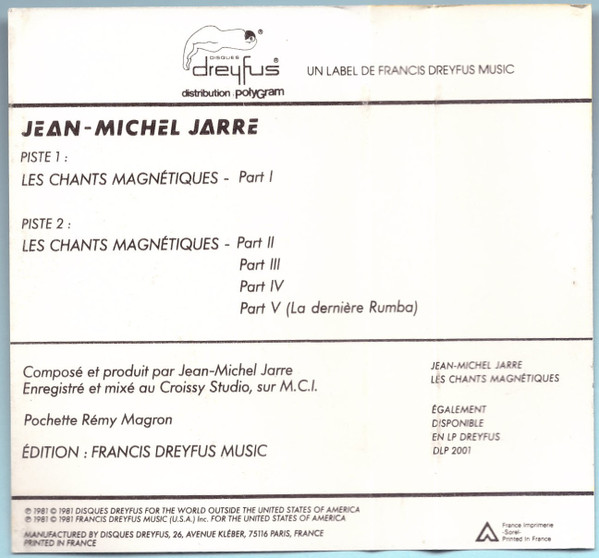 DISQUES
dreyfus®
distribution polyGram
UN LABEL DE FRANCIS DREYFUS MUSIC
JEAN-MICHEL JARRE
PISTE 1 :
LES CHANTS MAGNÉTIQUES - Part I
PISTE 2 :
LES CHANTS MAGNÉTIQUES - Part II
Part III
Part IV
Part V (La dernière Rumba)
Composé et produit par Jean-Michel Jarre
Enregistré et mixé au Croissy Studio, sur M.C.I.
Pochette Rémy Magron
ÉDITION : FRANCIS DREYFUS MUSIC
JEAN-MICHEL JARRE
LES CHANTS MAGNÉTIQUES
ÉGALEMENT
DISPONIBLE
EN LP DREYFUS
DLP 2001
℗ 1981 © 1981 DISQUES DREYFUS FOR THE WORLD OUTSIDE THE UNITED STATES OF AMERICA
℗ 1981 © 1981 FRANCIS DREYFUS MUSIC (U.S.A.) Inc. FOR THE UNITED STATES OF AMERICA
MANUFACTURED BY DISQUES DREYFUS, 26, AVENUE KLÉBER, 75116 PARIS, FRANCE
PRINTED IN FRANCE
France Imprimerie
-Sorel-
Printed in France